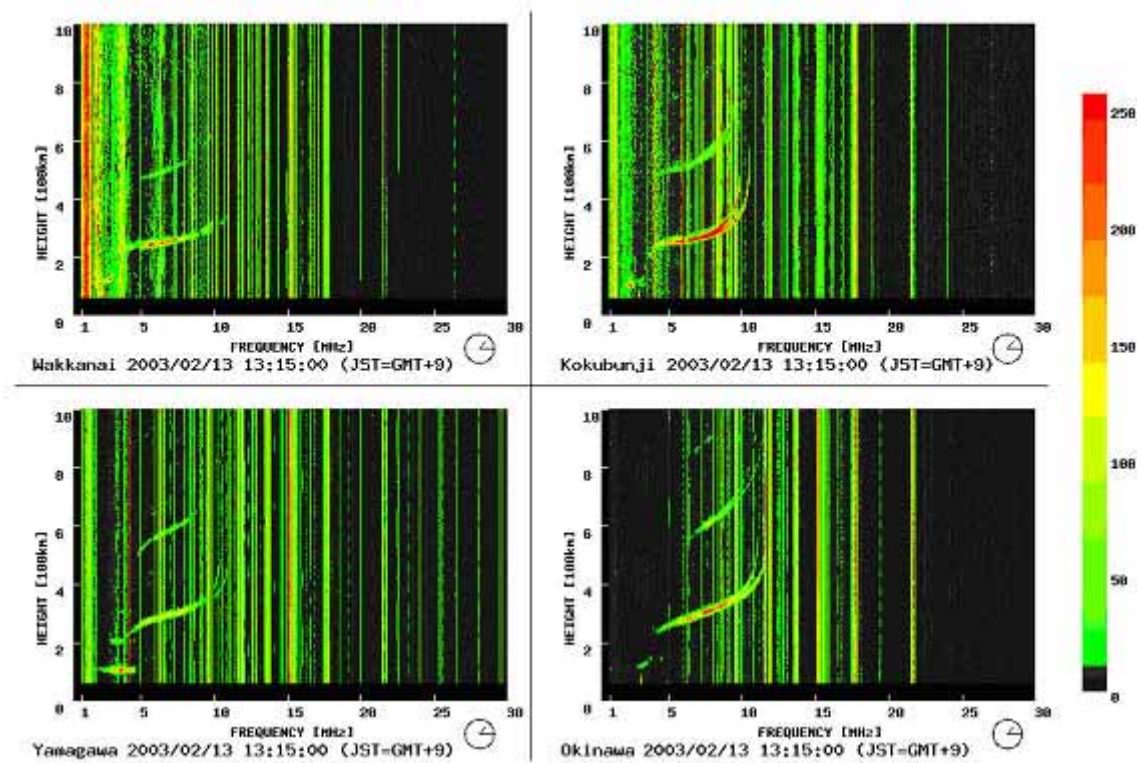 10
8
6
4
2
0
HEIGHT [100km]
1 5 10 15 20 25 30
FREQUENCY [MHz]
Wakkanai 2003/02/13 13:15:00 (JST=GMT+9)
10
8
6
4
2
0
HEIGHT [100km]
1 5 10 15 20 25 30
FREQUENCY [MHz]
Kokubunji 2003/02/13 13:15:00 (JST=GMT+9)
10
8
6
4
2
0
HEIGHT [100km]
1 5 10 15 20 25 30
FREQUENCY [MHz]
Yamagawa 2003/02/13 13:15:00 (JST=GMT+9)
10
8
6
4
2
0
HEIGHT [100km]
1 5 10 15 20 25 30
FREQUENCY [MHz]
Okinawa 2003/02/13 13:15:00 (JST=GMT+9)
250
200
150
100
50
0